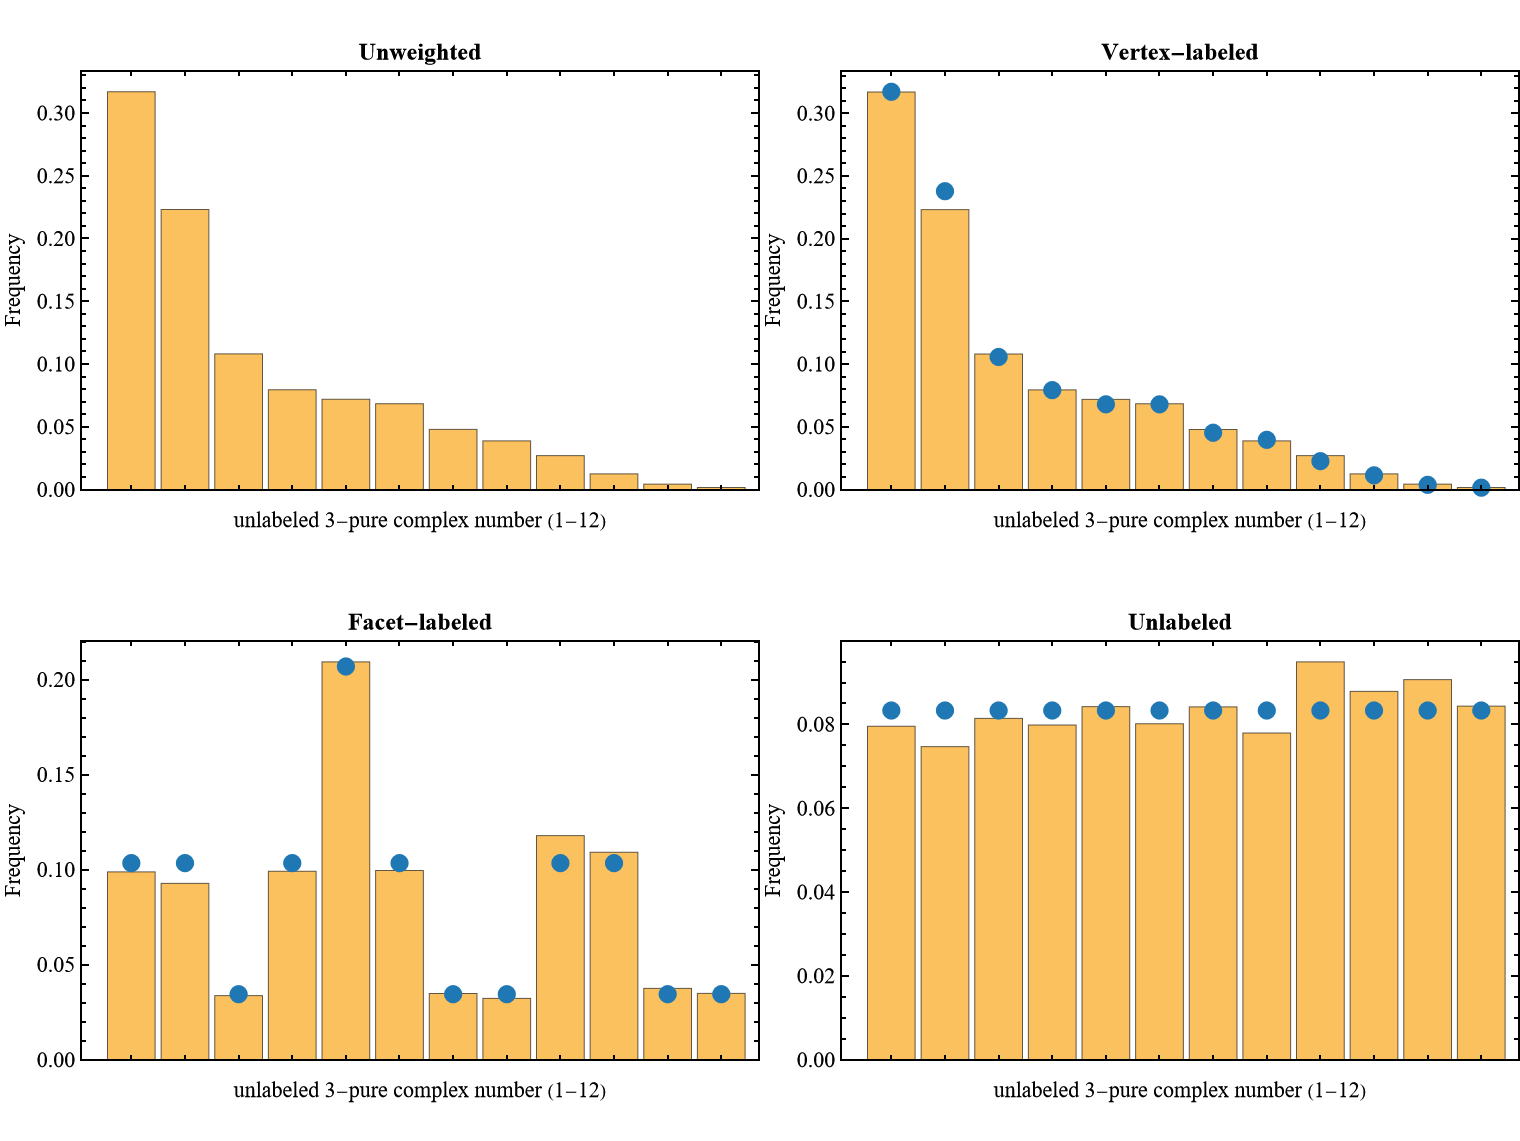 Unweighted
0.30
0.25
0.20
0.15
0.10
0.05
0.00
Frequency
unlabeled 3−pure complex number (1−12)
Vertex−labeled
0.30
0.25
0.20
0.15
0.10
0.05
0.00
Frequency
unlabeled 3−pure complex number (1−12)
Facet−labeled
0.20
0.15
0.10
0.05
0.00
Frequency
unlabeled 3−pure complex number (1−12)
Unlabeled
0.08
0.06
0.04
0.02
0.00
Frequency
unlabeled 3−pure complex number (1−12)